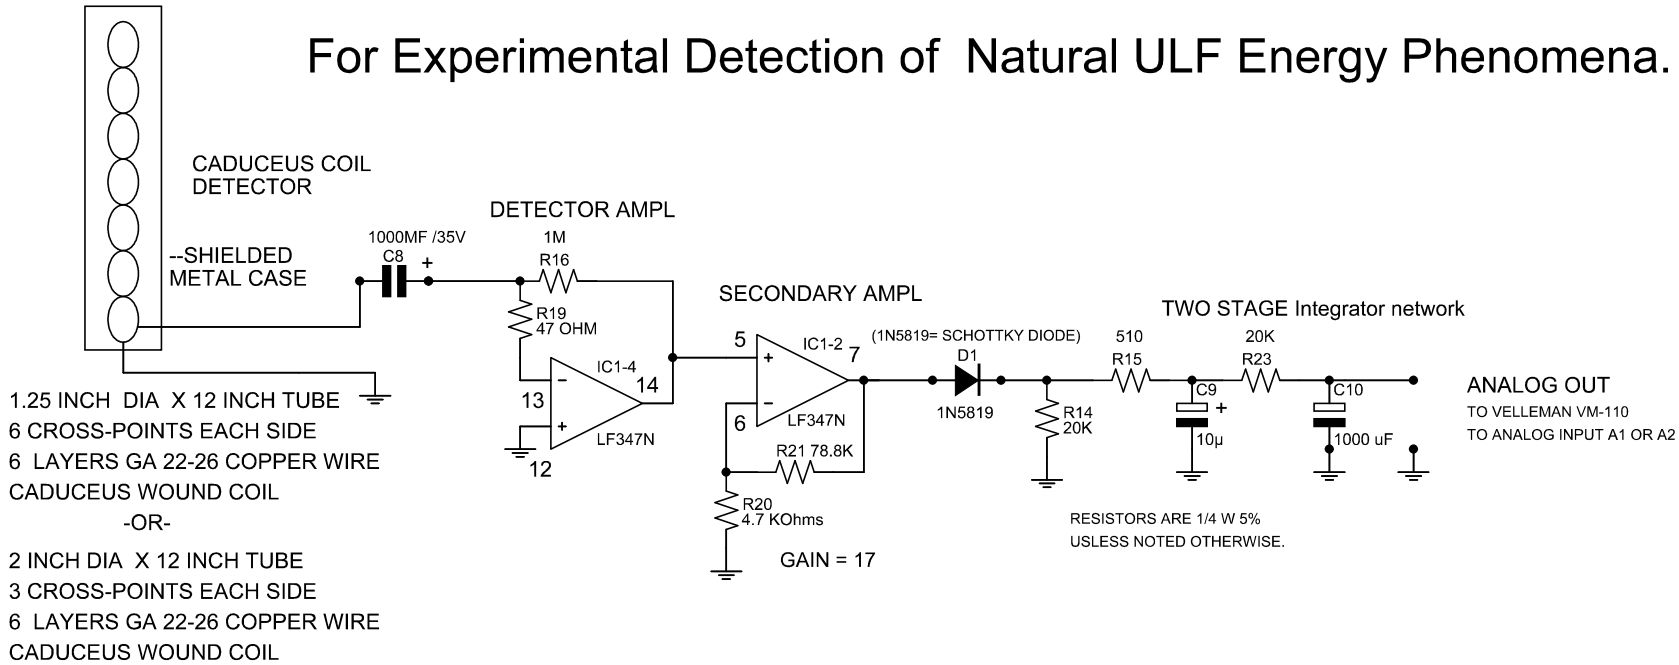 For Experimental Detection of Natural ULF Energy Phenomena.
CADUCEUS COIL
DETECTOR
--SHIELDED
METAL CASE
1.25 INCH DIA X 12 INCH TUBE
6 CROSS-POINTS EACH SIDE
6 LAYERS GA 22-26 COPPER WIRE
CADUCEUS WOUND COIL
-OR-
2 INCH DIA X 12 INCH TUBE
3 CROSS-POINTS EACH SIDE
6 LAYERS GA 22-26 COPPER WIRE
CADUCEUS WOUND COIL
1000MF /35V
C8
+
DETECTOR AMPL
1M
R16
R19
47 OHM
IC1-4
14
13
12
−
+
LF347N
SECONDARY AMPL
5
IC1-2
7
+
−
6
LF347N
R21 78.8K
R20
4.7 KOhms
GAIN = 17
(1N5819= SCHOTTKY DIODE)
D1
1N5819
R14
20K
TWO STAGE Integrator network
510
R15
20K
R23
C9
+
10µ
C10
1000 uF
ANALOG OUT
TO VELLEMAN VM-110
TO ANALOG INPUT A1 OR A2
RESISTORS ARE 1/4 W 5%
USLESS NOTED OTHERWISE.